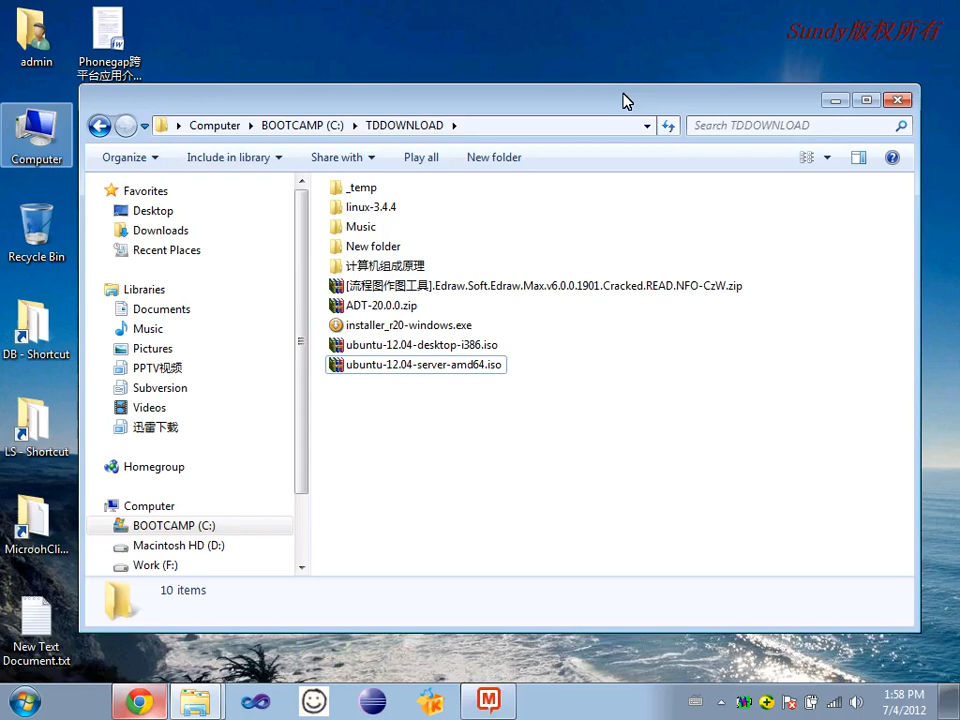 admin
Phonegap跨
平台应用介...
Sundy版权所有
Computer
Recycle Bin
DB - Shortcut
LS - Shortcut
MicroohCli...
New Text
Document.txt
Computer
BOOTCAMP (C:)
TDDOWNLOAD
Search TDDOWNLOAD
Organize
Include in library
Share with
Play all
New folder
Favorites
Desktop
Downloads
Recent Places
Libraries
Documents
Music
Pictures
PPTV视频
Subversion
Videos
迅雷下载
Homegroup
Computer
BOOTCAMP (C:)
Macintosh HD (D:)
Work (F:)
_temp
linux-3.4.4
Music
New folder
计算机组成原理
[流程图作图工具].Edraw.Soft.Edraw.Max.v6.0.0.1901.Cracked.READ.NFO-CzW.zip
ADT-20.0.0.zip
installer_r20-windows.exe
ubuntu-12.04-desktop-i386.iso
ubuntu-12.04-server-amd64.iso
10 items
1:58 PM
7/4/2012